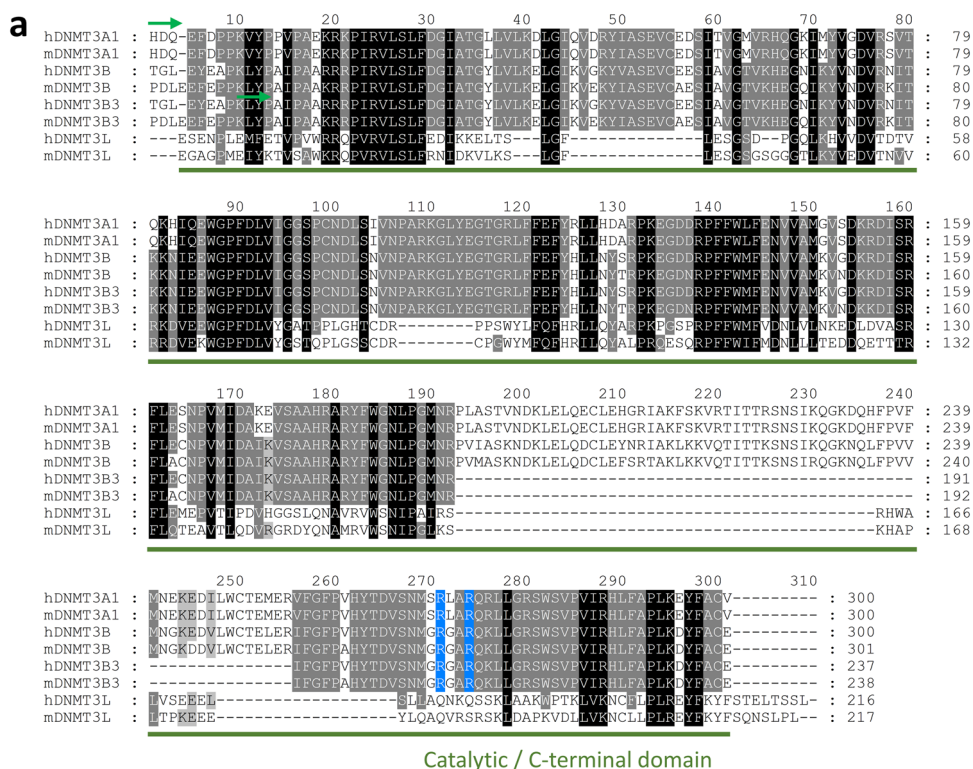 a
10 20 30 40 50 60 70 80
hDNMT3A1 : HDQ-EFDPPKVYPPVPAEKRKPIRVLSLFDGIATGLLVLKDLGIQVDRYIASEVCEDSITVGMVRHQGKIMYVGDVRSVT : 79
mDNMT3A1 : HDQ-EFDPPKVYPPVPAEKRKPIRVLSLFDGIATGLLVLKDLGIQVDRYIASEVCEDSITVGMVRHQGKIMYVGDVRSVT : 79
hDNMT3B : TGL-EYEAPKLYPAIPAARRRPIRVLSLFDGIATGYLVLKELGIKVGKYVASEVCEESIAVGTVKHEGNIKYVNDVRNIT : 79
mDNMT3B : PDLEEFEPPKLYPAIPAAKRRPIRVLSLFDGIATGYLVLKELGIKVEKYIASEVCAESIAVGTVKHEGQIKYVNDVRKIT : 80
hDNMT3B3 : TGL-EYEAPKLYPAIPAARRRPIRVLSLFDGIATGYLVLKELGIKVGKYVASEVCEESIAVGTVKHEGNIKYVNDVRNIT : 79
mDNMT3B3 : PDLEEFEPPKLYPAIPAAKRRPIRVLSLFDGIATGYLVLKELGIKVEKYIASEVCAESIAVGTVKHEGQIKYVNDVRKIT : 80
hDNMT3L : ---ESENPLEMFETVPVWRRQPVRVLSLFEDIKKELTS---LGF--------------LESGSD--PGQLKHVVDVTDTV : 58
mDNMT3L : ---EGAGPMEIYKTVSAWKRQPVRVLSLFRNIDKVLKS---LGF--------------LESGSGSGGGTLKYVEDVTNVV : 60
90 100 110 120 130 140 150 160
hDNMT3A1 : QKHIQEWGPFDLVIGGSPCNDLSIVNPARKGLYEGTGRLFFEFYRLLHDARPKEGDDRPFFWLFENVVAMGVSDKRDISR : 159
mDNMT3A1 : QKHIQEWGPFDLVIGGSPCNDLSIVNPARKGLYEGTGRLFFEFYRLLHDARPKEGDDRPFFWLFENVVAMGVSDKRDISR : 159
hDNMT3B : KKNIEEWGPFDLVIGGSPCNDLSNVNPARKGLYEGTGRLFFEFYHLLNYSRPKEGDDRPFFWMFENVVAMKVGDKRDISR : 159
mDNMT3B : KKNIEEWGPFDLVIGGSPCNDLSNVNPARKGLYEGTGRLFFEFYHLLNYTRPKEGDNRPFFWMFENVVAMKVNDKKDISR : 160
hDNMT3B3 : KKNIEEWGPFDLVIGGSPCNDLSNVNPARKGLYEGTGRLFFEFYHLLNYSRPKEGDDRPFFWMFENVVAMKVGDKRDISR : 159
mDNMT3B3 : KKNIEEWGPFDLVIGGSPCNDLSNVNPARKGLYEGTGRLFFEFYHLLNYTRPKEGDNRPFFWMFENVVAMKVNDKKDISR : 160
hDNMT3L : RKDVEEWGPFDLVYGATPPLGHTCDR--------PPSWYLFQFHRLLQYARPKPGSPRPFFWMFVDNLVLNKEDLDVASR : 130
mDNMT3L : RRDVEKWGPFDLVYGSTQPLGSSCDR--------CPGWYMFQFHRILQYALPRQESQRPFFWIFMDNLLLTEDDQETTTR : 132
170 180 190 200 210 220 230 240
hDNMT3A1 : FLESNPVMIDAKEVSAAHRARYFWGNLPGMNRPLASTVNDKLELQECLEHGRIAKFSKVRTITTRSNSIKQGKDQHFPVF : 239
mDNMT3A1 : FLESNPVMIDAKEVSAAHRARYFWGNLPGMNRPLASTVNDKLELQECLEHGRIAKFSKVRTITTRSNSIKQGKDQHFPVF : 239
hDNMT3B : FLECNPVMIDAIKVSAAHRARYFWGNLPGMNRPVIASKNDKLELQDCLEYNRIAKLKKVQTITTKSNSIKQGKNQLFPVV : 239
mDNMT3B : FLACNPVMIDAIKVSAAHRARYFWGNLPGMNRPVMASKNDKLELQDCLEFSRTAKLKKVQTITTKSNSIRQGKNQLFPVV : 240
hDNMT3B3 : FLECNPVMIDAIKVSAAHRARYFWGNLPGMNR------------------------------------------------ : 191
mDNMT3B3 : FLACNPVMIDAIKVSAAHRARYFWGNLPGMNR------------------------------------------------ : 192
hDNMT3L : FLEMEPVTIPDVHGGSLQNAVRVWSNIPAIRS--------------------------------------------RHWA : 166
mDNMT3L : FLQTEAVTLQDVRGRDYQNAMRVWSNIPGLKS--------------------------------------------KHAP : 168
250 260 270 280 290 300 310
hDNMT3A1 : MNEKEDILWCTEMERVFGFPVHYTDVSNMSRLARQRLLGRSWSVPVIRHLFAPLKEYFACV--------- : 300
mDNMT3A1 : MNEKEDILWCTEMERVFGFPVHYTDVSNMSRLARQRLLGRSWSVPVIRHLFAPLKEYFACV--------- : 300
hDNMT3B : MNGKEDVLWCTELERIFGFPVHYTDVSNMGRGARQKLLGRSWSVPVIRHLFAPLKDYFACE--------- : 300
mDNMT3B : MNGKDDVLWCTELERIFGFPAHYTDVSNMGRGARQKLLGRSWSVPVIRHLFAPLKDYFACE--------- : 301
hDNMT3B3 : ---------------IFGFPVHYTDVSNMGRGARQKLLGRSWSVPVIRHLFAPLKDYFACE--------- : 237
mDNMT3B3 : ---------------IFGFPAHYTDVSNMGRGARQKLLGRSWSVPVIRHLFAPLKDYFACE--------- : 238
hDNMT3L : LVSEEEL-------------------SLLAQNKQSSKLAAKWPTKLVKNCFLPLREYFKYFSTELTSSL- : 216
mDNMT3L : LTPKEEE-------------------YLQAQVRSRSKLDAPKVDLLVKNCLLPLREYFKYFSQNSLPL-- : 217
Catalytic / C-terminal domain